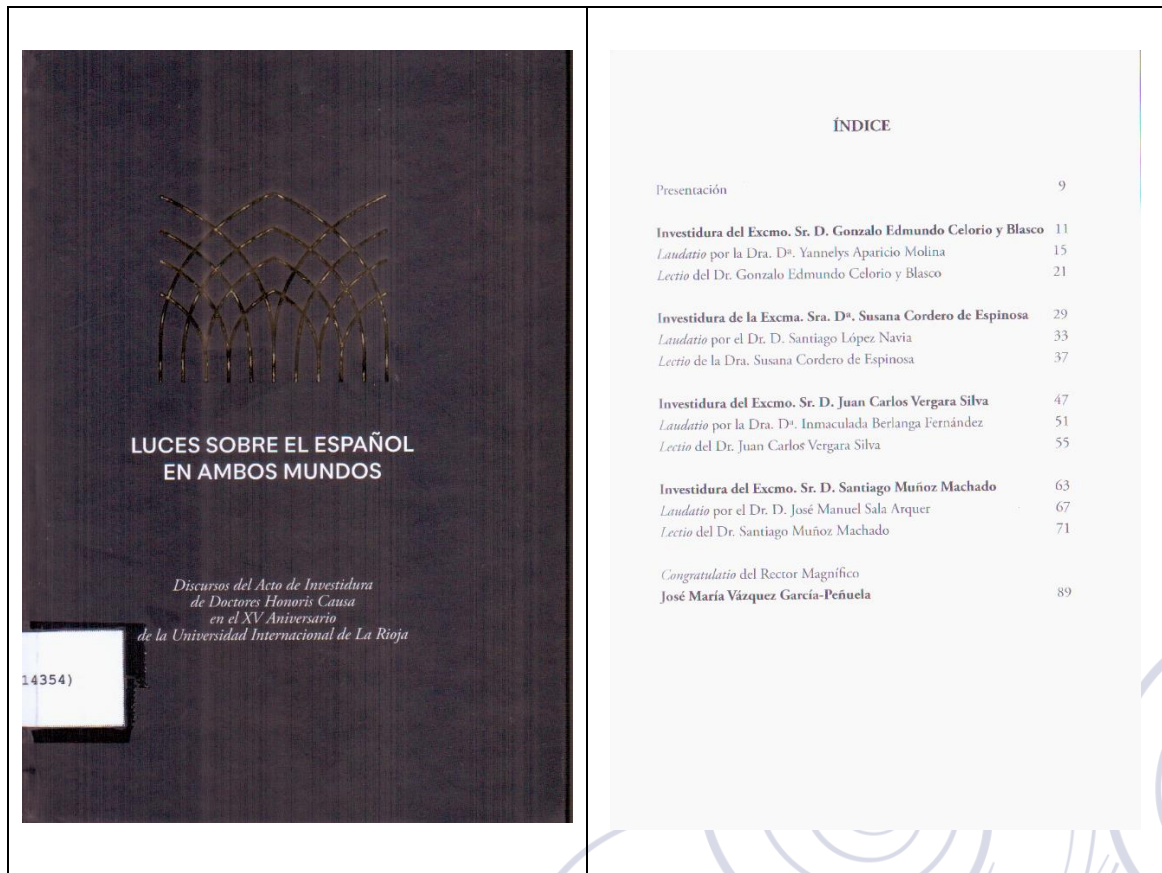 LUCES SOBRE EL ESPAÑOL
EN AMBOS MUNDOS
Discursos del Acto de Investidura
de Doctores Honoris Causa
en el XV Aniversario
de la Universidad Internacional de La Rioja
14354)
ÍNDICE
Presentación 9
Investidura del Excmo. Sr. D. Gonzalo Edmundo Celorio y Blasco 11
Laudatio por la Dra. Dª. Yannelys Aparicio Molina 15
Lectio del Dr. Gonzalo Edmundo Celorio y Blasco 21
Investidura de la Excma. Sra. Dª. Susana Cordero de Espinosa 29
Laudatio por el Dr. D. Santiago López Navia 33
Lectio de la Dra. Susana Cordero de Espinosa 37
Investidura del Excmo. Sr. D. Juan Carlos Vergara Silva 47
Laudatio por la Dra. Dª. Inmaculada Berlanga Fernández 51
Lectio del Dr. Juan Carlos Vergara Silva 55
Investidura del Excmo. Sr. D. Santiago Muñoz Machado 63
Laudatio por el Dr. D. José Manuel Sala Arquer 67
Lectio del Dr. Santiago Muñoz Machado 71
Congratulatio del Rector Magnífico
José María Vázquez García-Peñuela 89